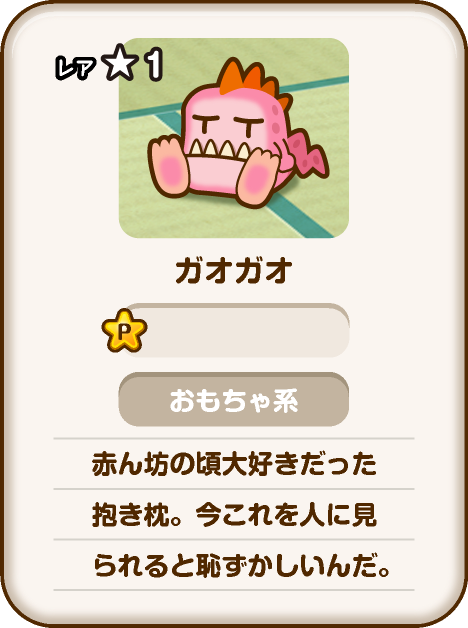 レア★1
ガオガオ
P
おもちゃ系
赤ん坊の頃大好きだった
抱き枕。今これを人に見
られると恥ずかしいんだ。